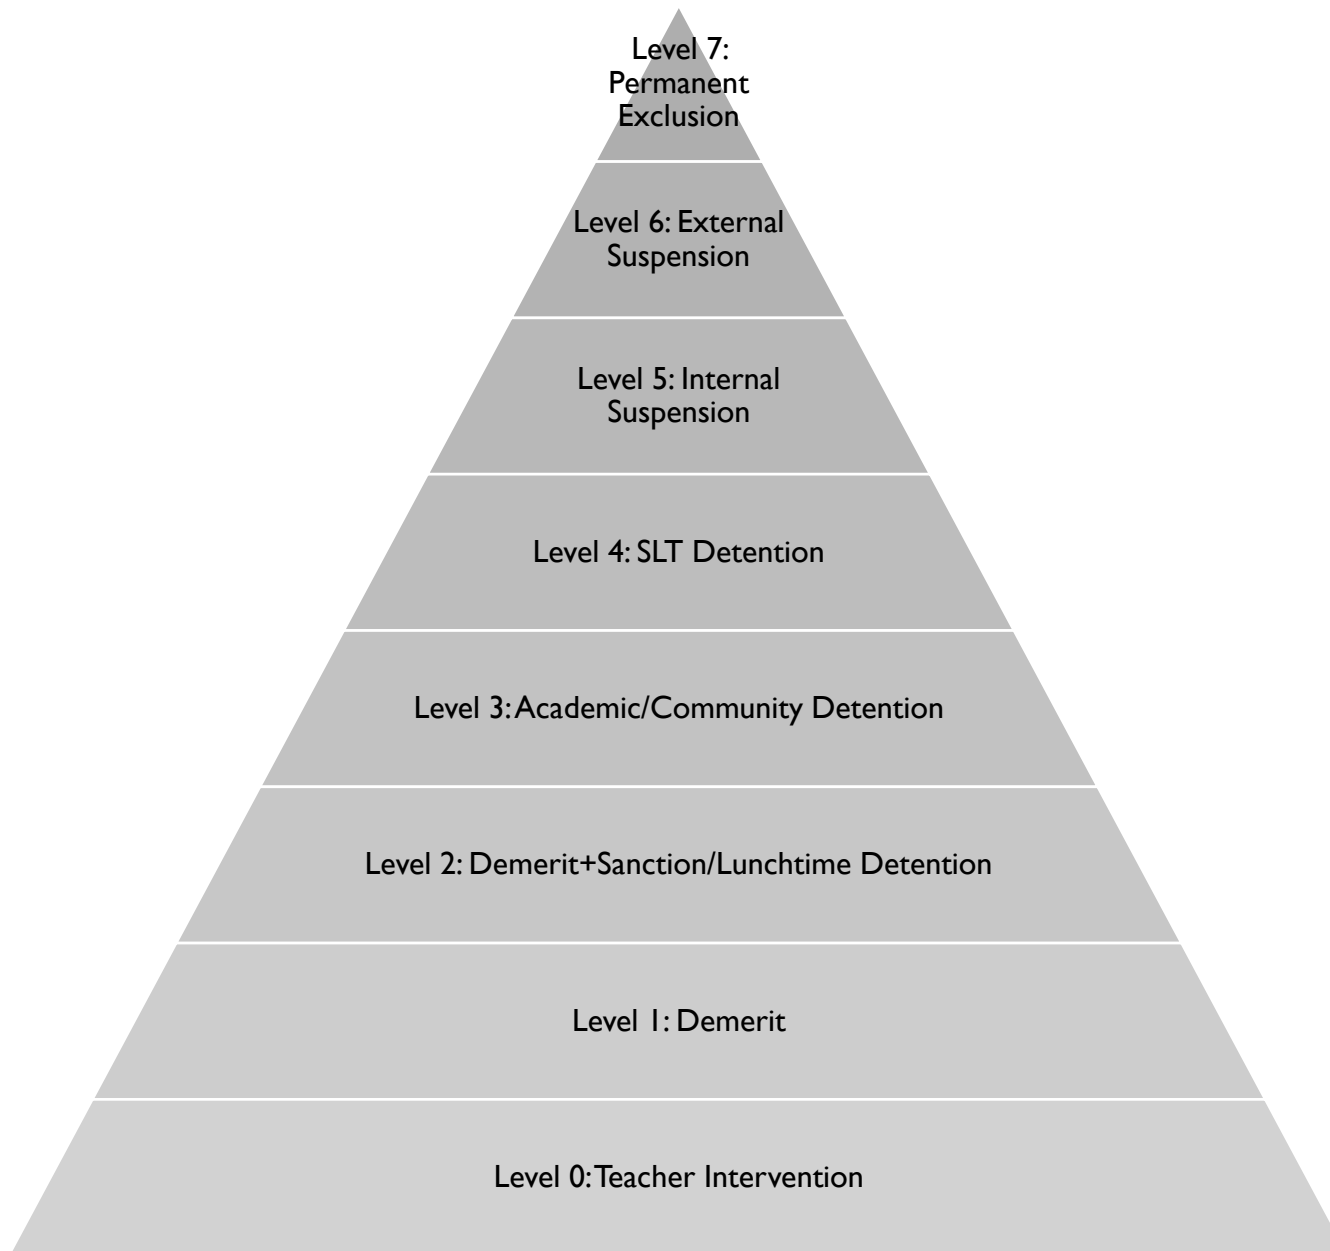 Level 7:
Permanent
Exclusion
Level 6: External
Suspension
Level 5: Internal
Suspension
Level 4: SLT Detention
Level 3: Academic/Community Detention
Level 2: Demerit+Sanction/Lunchtime Detention
Level 1: Demerit
Level 0: Teacher Intervention